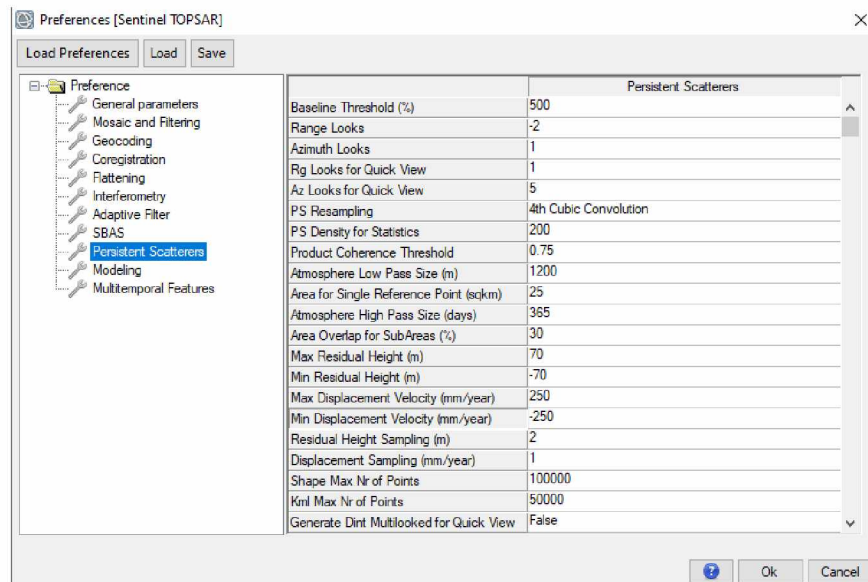 Preferences [Sentinel TOPSAR]
Load Preferences Load Save
Preference
General parameters
Mosaic and Filtering
Geocoding
Coregistration
Flattening
Interferometry
Adaptive Filter
SBAS
Persistent Scatterers
Modeling
Multitemporal Features
Persistent Scatterers
Baseline Threshold (%) 500
Range Looks -2
Azimuth Looks 1
Rg Looks for Quick View 1
Az Looks for Quick View 5
PS Resampling 4th Cubic Convolution
PS Density for Statistics 200
Product Coherence Threshold 0.75
Atmosphere Low Pass Size (m) 1200
Area for Single Reference Point (sqkm) 25
Atmosphere High Pass Size (days) 365
Area Overlap for SubAreas (%) 30
Max Residual Height (m) 70
Min Residual Height (m) -70
Max Displacement Velocity (mm/year) 250
Min Displacement Velocity (mm/year) -250
Residual Height Sampling (m) 2
Displacement Sampling (mm/year) 1
Shape Max Nr of Points 100000
Kml Max Nr of Points 50000
Generate Dint Multilooked for Quick View False
? Ok Cancel